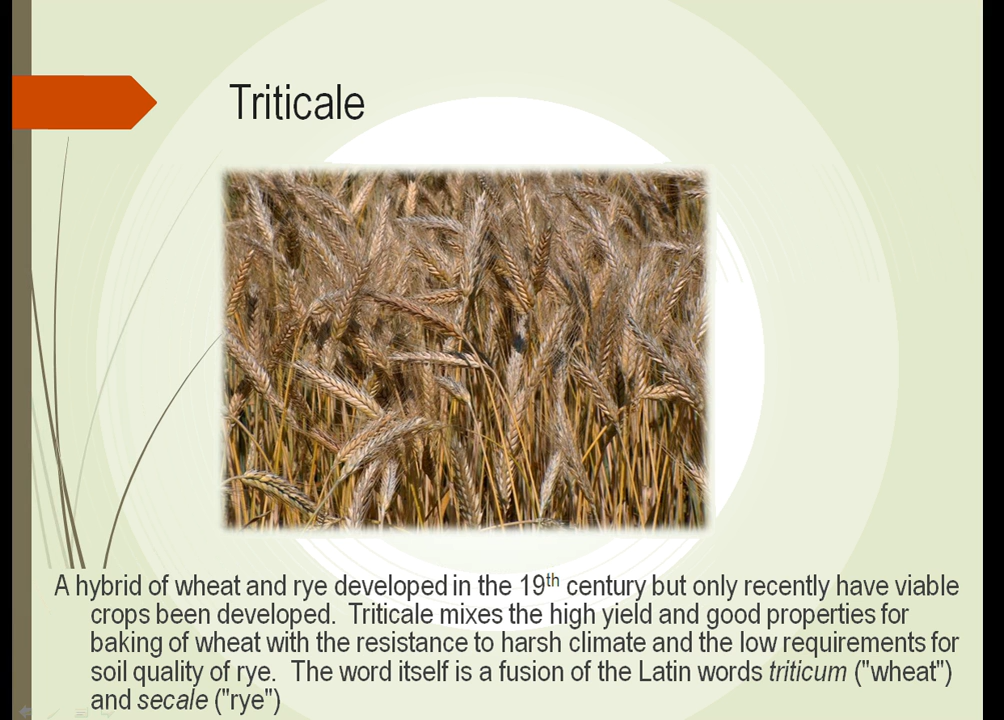 Triticale
A hybrid of wheat and rye developed in the 19th century but only recently have viable
crops been developed.  Triticale mixes the high yield and good properties for
baking of wheat with the resistance to harsh climate and the low requirements for
soil quality of rye.  The word itself is a fusion of the Latin words triticum ("wheat")
and secale ("rye")